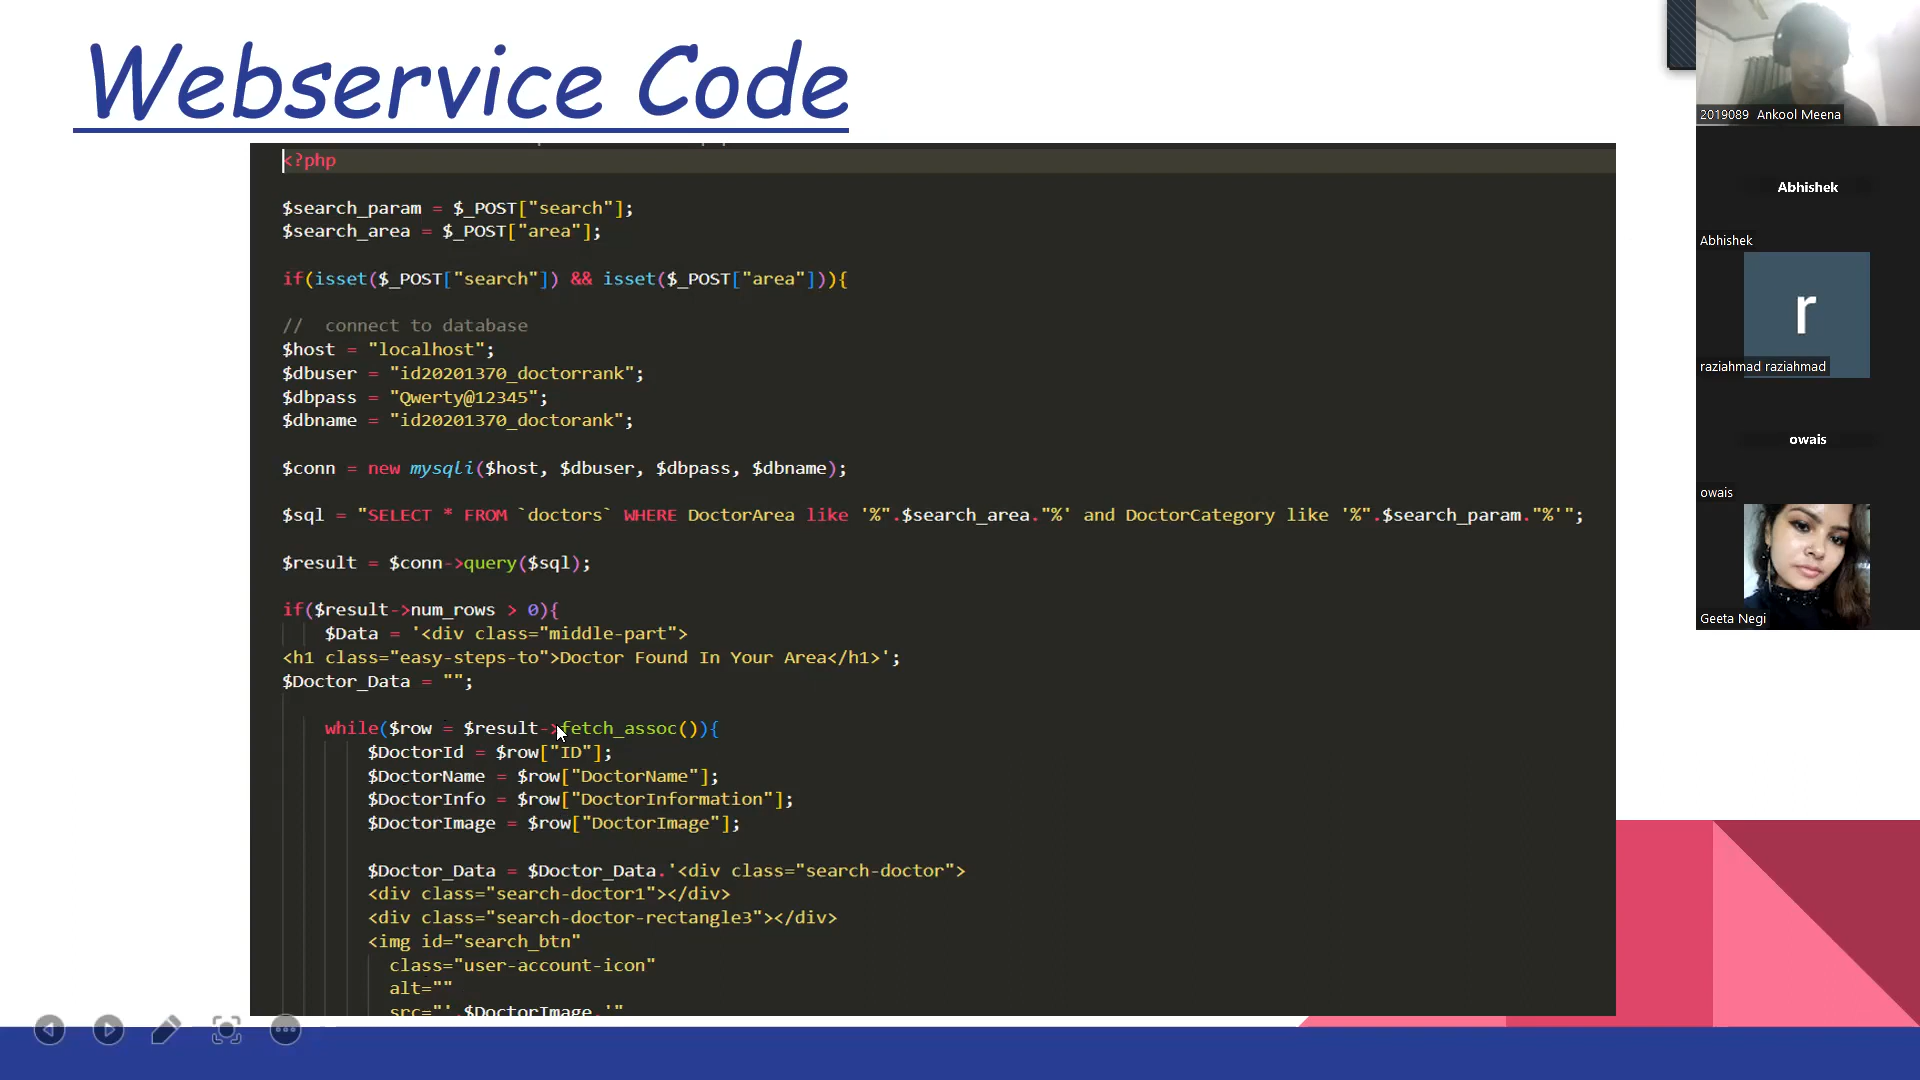 Webservice Code
<?php
$search_param = $_POST["search"];
$search_area = $_POST["area"];
if(isset($_POST["search"]) && isset($_POST["area"])){
//  connect to database
$host = "localhost";
$dbuser = "id20201370_doctorrank";
$dbpass = "Qwerty@12345";
$dbname = "id20201370_doctorank";
$conn = new mysqli($host, $dbuser, $dbpass, $dbname);
$sql = "SELECT * FROM `doctors` WHERE DoctorArea like '%".$search_area."%' and DoctorCategory like '%".$search_param."%'";
$result = $conn->query($sql);
if($result->num_rows > 0){
$Data = '<div class="middle-part">
<h1 class="easy-steps-to">Doctor Found In Your Area</h1>';
$Doctor_Data = "";
while($row = $result->fetch_assoc()){
$DoctorId = $row["ID"];
$DoctorName = $row["DoctorName"];
$DoctorInfo = $row["DoctorInformation"];
$DoctorImage = $row["DoctorImage"];
$Doctor_Data = $Doctor_Data.'<div class="search-doctor">
<div class="search-doctor1"></div>
<div class="search-doctor-rectangle3"></div>
<img id="search_btn"
class="user-account-icon"
alt=""
src="'.$DoctorImage.'"
2019089 Ankool Meena
Abhishek
Abhishek
r
raziahmad raziahmad
owais
owais
Geeta Negi